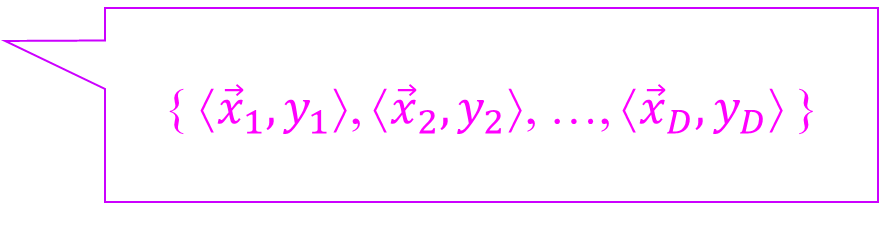 { ⟨x⃗₁, y₁⟩, ⟨x⃗₂, y₂⟩, …, ⟨x⃗_D, y_D⟩ }